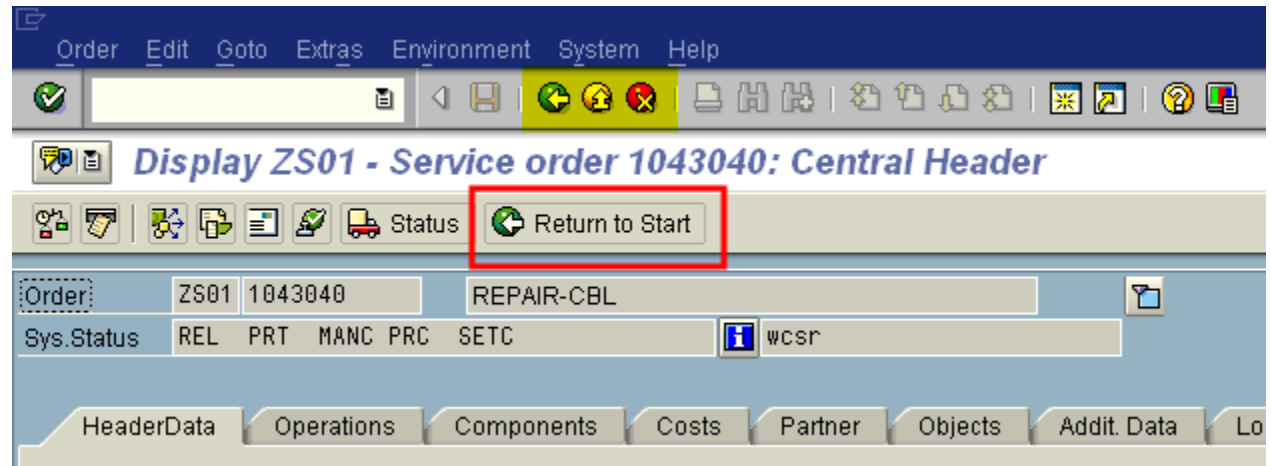 Order Edit Goto Extras Environment System Help
Display ZS01 - Service order 1043040: Central Header
Status Return to Start
Order ZS01 1043040 REPAIR-CBL
Sys.Status REL PRT MANC PRC SETC wcsr
HeaderData Operations Components Costs Partner Objects Addit. Data Lo